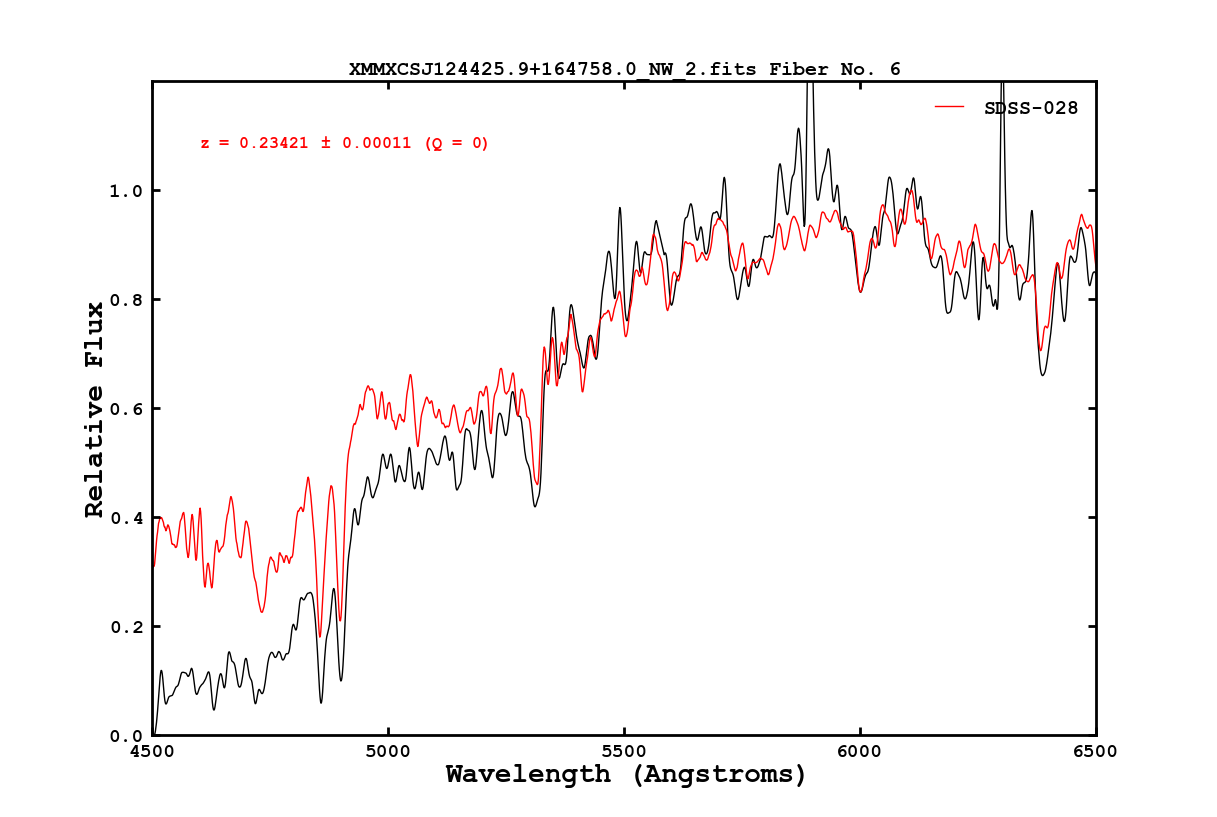 XMMXCSJ124425.9+164758.0_NW_2.fits Fiber No. 6
SDSS-028
z = 0.23421 ± 0.00011 (Q = 0)
1.0
0.8
0.6
0.4
0.2
0.0
Relative Flux
4500 5000 5500 6000 6500
Wavelength (Angstroms)